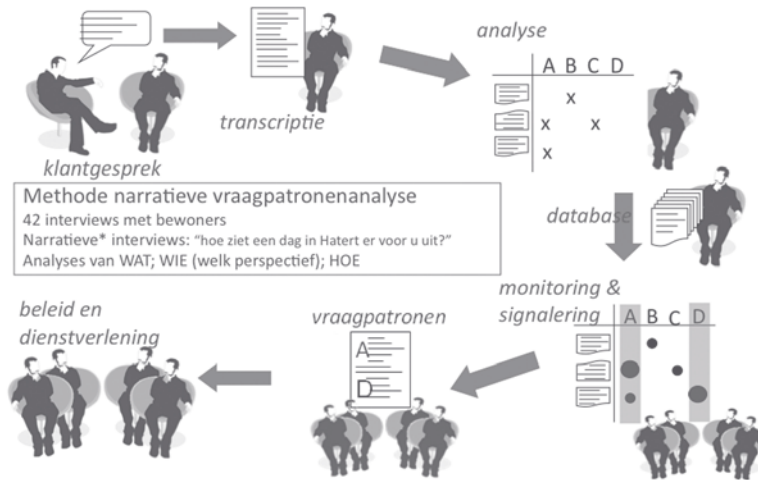 analyse
A B C D
x
x x
x
transcriptie
klantgesprek
Methode narratieve vraagpatronenanalyse
42 interviews met bewoners
Narratieve* interviews: “hoe ziet een dag in Hatert er voor u uit?”
Analyses van WAT; WIE (welk perspectief); HOE
database
monitoring &
signalering
A B C D
vraagpatronen
A
D
beleid en
dienstverlening